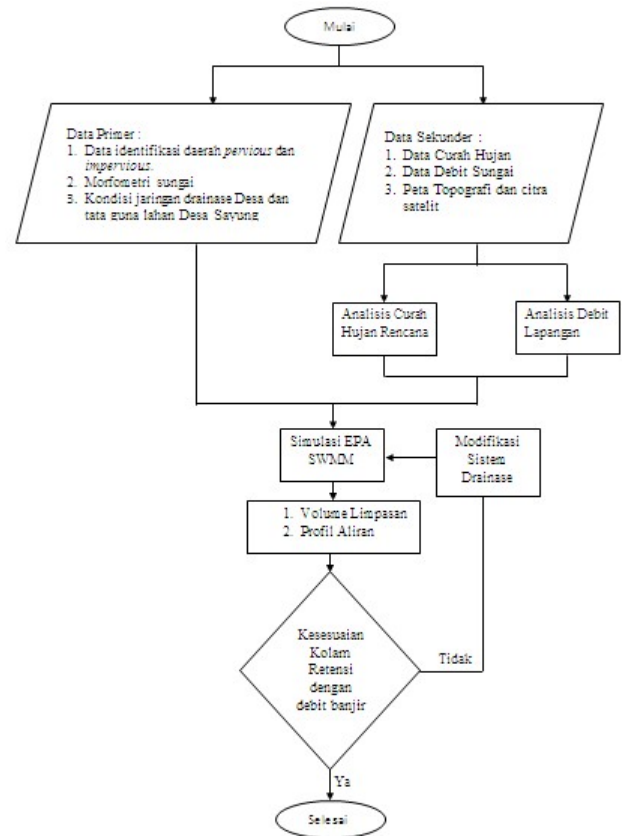 Mulai
Data Primer :
1. Data identifikasi daerah pervious dan
impervious.
2. Morfometri sungai
3. Kondisi jaringan drainase Desa dan
tata guna lahan Desa Sayung
Data Sekunder :
1. Data Curah Hujan
2. Data Debit Sungai
3. Peta Topografi dan citra
satelit
Analisis Curah
Hujan Rencana
Analisis Debit
Lapangan
Simulasi EPA
SWMM
Modifikasi
Sistem
Drainase
1. Volume Limpasan
2. Profil Aliran
Kesesuaian
Kolam
Retensi
dengan
debit banjir
Tidak
Ya
Selesai